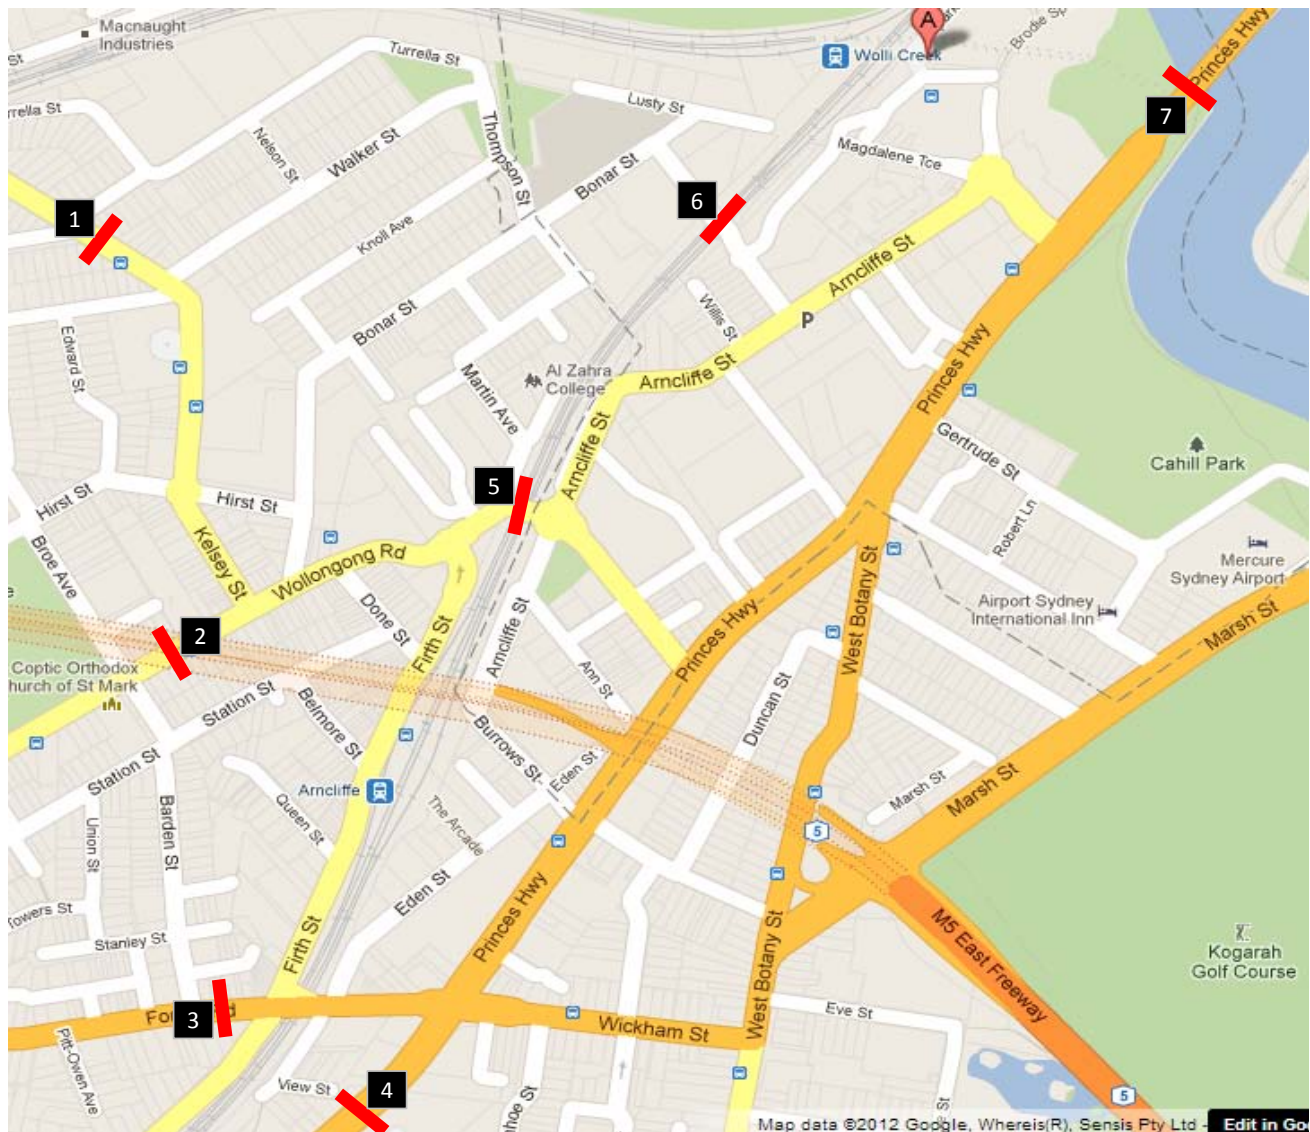 Macnaught
Industries
St
Turrella St
A
Brodie Sp
Princes Hwy
Wolli Creek
7
rrella St
Lusty St
Nelson St
Walker St
Thompson St
Bonar St
Magdalene Tce
1
6
Knoll Ave
Arncliffe St
Willis St
P
Bonar St
Edward St
Princes Hwy
Al Zahra
College
Arncliffe St
Martin Ave
Arncliffe St
Gertrude St
Cahill Park
5
Hirst St
Hirst St
Robert Ln
Kelsey St
Wollongong Rd
Broe Ave
West Botany St
Mercure
Sydney Airport
e
Done St
Airport Sydney
International Inn
Marsh St
2
Firth St
Arncliffe St
Princes Hwy
Coptic Orthodox
hurch of St Mark
Ann St
Station St
Belmore St
Duncan St
Burrows St
Eden St
Station St
Marsh St
Marsh St
Arncliffe
The Arcade
Queen St
Barden St
Union St
5
Eden St
Princes Hwy
Towers St
M5 East Freeway
Stanley St
Firth St
West Botany St
Kogarah
Golf Course
3
Wickham St
Eve St
Pitt-Owen Ave
View St
4
hoe St
e St
5
Map data ©2012 Google, Whereis(R), Sensis Pty Ltd -
Edit in Go